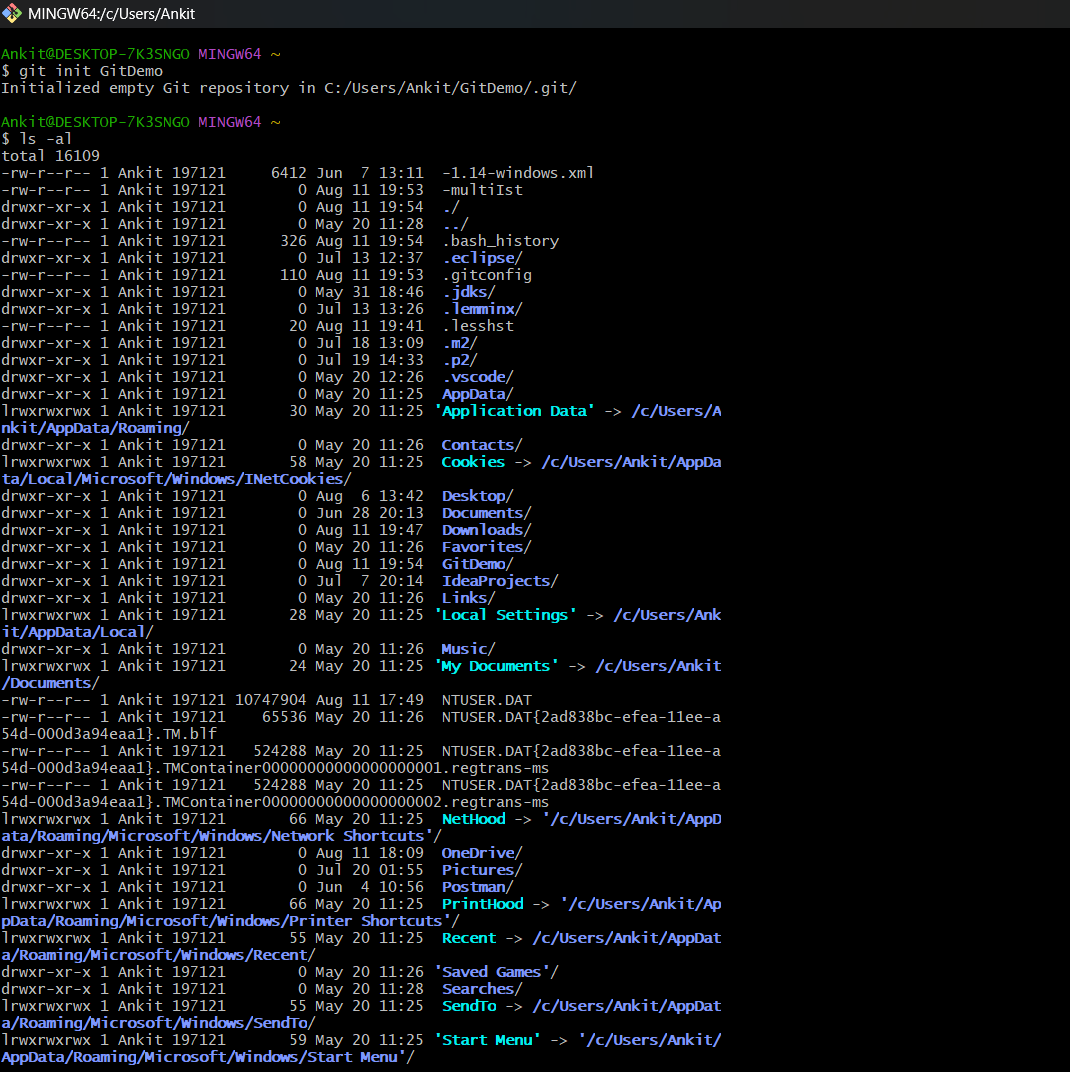 MINGW64:/c/Users/Ankit
Ankit@DESKTOP-7K3SNGO MINGW64 ~
$ git init GitDemo
Initialized empty Git repository in C:/Users/Ankit/GitDemo/.git/
Ankit@DESKTOP-7K3SNGO MINGW64 ~
$ ls -al
total 16109
-rw-r--r-- 1 Ankit 197121     6412 Jun  7 13:11  -1.14-windows.xml
-rw-r--r-- 1 Ankit 197121        0 Aug 11 19:53  -multiIst
drwxr-xr-x 1 Ankit 197121        0 Aug 11 19:54  ./
drwxr-xr-x 1 Ankit 197121        0 May 20 11:28  ../
-rw-r--r-- 1 Ankit 197121      326 Aug 11 19:54  .bash_history
drwxr-xr-x 1 Ankit 197121        0 Jul 13 12:37  .eclipse/
-rw-r--r-- 1 Ankit 197121      110 Aug 11 19:53  .gitconfig
drwxr-xr-x 1 Ankit 197121        0 May 31 18:46  .jdks/
drwxr-xr-x 1 Ankit 197121        0 Jul 13 13:26  .lemminx/
-rw-r--r-- 1 Ankit 197121       20 Aug 11 19:41  .lesshst
drwxr-xr-x 1 Ankit 197121        0 Jul 18 13:09  .m2/
drwxr-xr-x 1 Ankit 197121        0 Jul 19 14:33  .p2/
drwxr-xr-x 1 Ankit 197121        0 May 20 12:26  .vscode/
drwxr-xr-x 1 Ankit 197121        0 May 20 11:25  AppData/
lrwxrwxrwx 1 Ankit 197121       30 May 20 11:25 'Application Data' -> /c/Users/A
nkit/AppData/Roaming/
drwxr-xr-x 1 Ankit 197121        0 May 20 11:26  Contacts/
lrwxrwxrwx 1 Ankit 197121       58 May 20 11:25  Cookies -> /c/Users/Ankit/AppDa
ta/Local/Microsoft/Windows/INetCookies/
drwxr-xr-x 1 Ankit 197121        0 Aug  6 13:42  Desktop/
drwxr-xr-x 1 Ankit 197121        0 Jun 28 20:13  Documents/
drwxr-xr-x 1 Ankit 197121        0 Aug 11 19:47  Downloads/
drwxr-xr-x 1 Ankit 197121        0 May 20 11:26  Favorites/
drwxr-xr-x 1 Ankit 197121        0 Aug 11 19:54  GitDemo/
drwxr-xr-x 1 Ankit 197121        0 Jul  7 20:14  IdeaProjects/
drwxr-xr-x 1 Ankit 197121        0 May 20 11:26  Links/
lrwxrwxrwx 1 Ankit 197121       28 May 20 11:25 'Local Settings' -> /c/Users/Ank
it/AppData/Local/
drwxr-xr-x 1 Ankit 197121        0 May 20 11:26  Music/
lrwxrwxrwx 1 Ankit 197121       24 May 20 11:25 'My Documents' -> /c/Users/Ankit
/Documents/
-rw-r--r-- 1 Ankit 197121 10747904 Aug 11 17:49  NTUSER.DAT
-rw-r--r-- 1 Ankit 197121    65536 May 20 11:26  NTUSER.DAT{2ad838bc-efea-11ee-a
54d-000d3a94eaa1}.TM.blf
-rw-r--r-- 1 Ankit 197121   524288 May 20 11:25  NTUSER.DAT{2ad838bc-efea-11ee-a
54d-000d3a94eaa1}.TMContainer00000000000000000001.regtrans-ms
-rw-r--r-- 1 Ankit 197121   524288 May 20 11:25  NTUSER.DAT{2ad838bc-efea-11ee-a
54d-000d3a94eaa1}.TMContainer00000000000000000002.regtrans-ms
lrwxrwxrwx 1 Ankit 197121       66 May 20 11:25  NetHood -> '/c/Users/Ankit/AppD
ata/Roaming/Microsoft/Windows/Network Shortcuts'/
drwxr-xr-x 1 Ankit 197121        0 Aug 11 18:09  OneDrive/
drwxr-xr-x 1 Ankit 197121        0 Jul 20 01:55  Pictures/
drwxr-xr-x 1 Ankit 197121        0 Jun  4 10:56  Postman/
lrwxrwxrwx 1 Ankit 197121       66 May 20 11:25  PrintHood -> '/c/Users/Ankit/Ap
pData/Roaming/Microsoft/Windows/Printer Shortcuts'/
lrwxrwxrwx 1 Ankit 197121       55 May 20 11:25  Recent -> /c/Users/Ankit/AppDat
a/Roaming/Microsoft/Windows/Recent/
drwxr-xr-x 1 Ankit 197121        0 May 20 11:26 'Saved Games'/
drwxr-xr-x 1 Ankit 197121        0 May 20 11:28  Searches/
lrwxrwxrwx 1 Ankit 197121       55 May 20 11:25  SendTo -> /c/Users/Ankit/AppDat
a/Roaming/Microsoft/Windows/SendTo/
lrwxrwxrwx 1 Ankit 197121       59 May 20 11:25 'Start Menu' -> '/c/Users/Ankit/
AppData/Roaming/Microsoft/Windows/Start Menu'/